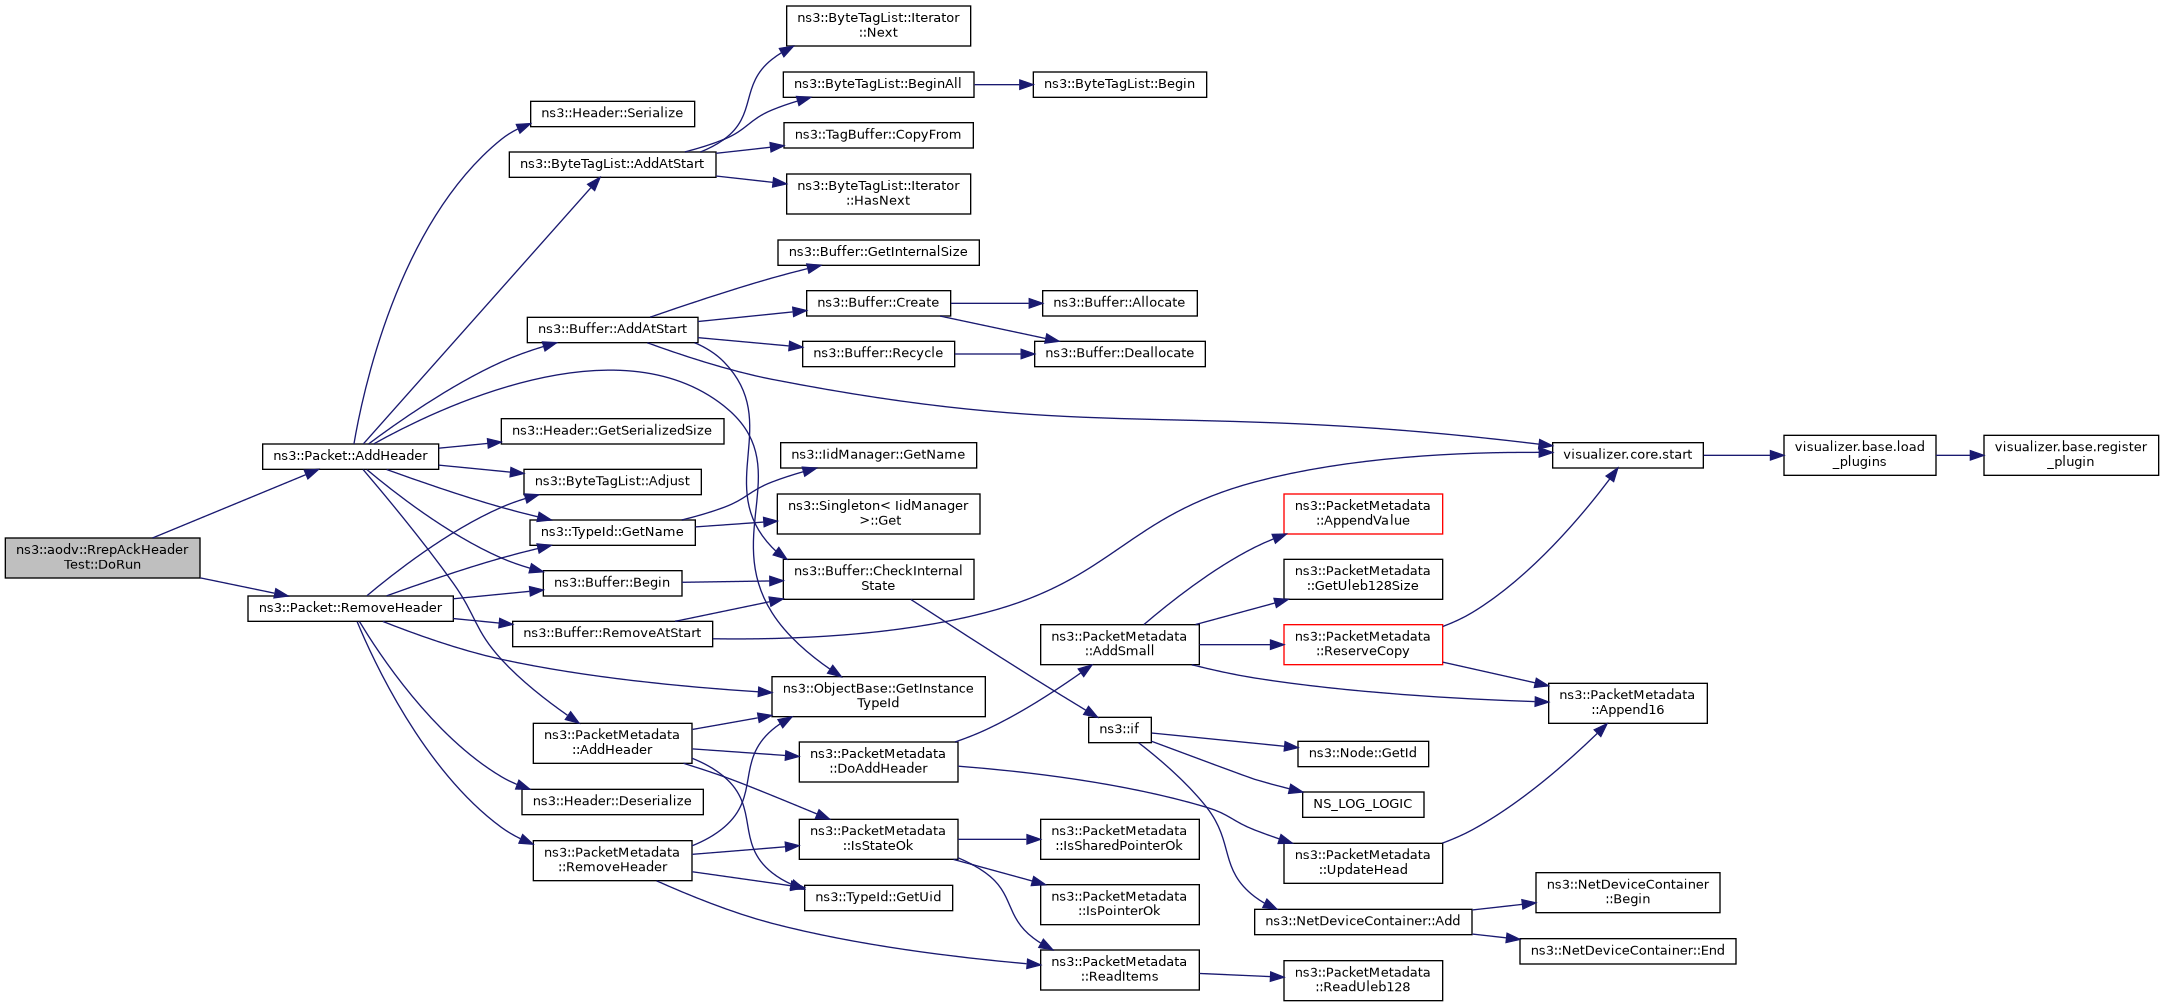 ns3::ByteTagList::Iterator
::Next
ns3::ByteTagList::BeginAll
ns3::ByteTagList::Begin
ns3::Header::Serialize
ns3::TagBuffer::CopyFrom
ns3::ByteTagList::AddAtStart
ns3::ByteTagList::Iterator
::HasNext
ns3::Buffer::GetInternalSize
ns3::Buffer::Create
ns3::Buffer::Allocate
ns3::Buffer::AddAtStart
ns3::Buffer::Recycle
ns3::Buffer::Deallocate
ns3::Header::GetSerializedSize
ns3::Packet::AddHeader
ns3::IidManager::GetName
visualizer.core.start
visualizer.base.load
_plugins
visualizer.base.register
_plugin
ns3::ByteTagList::Adjust
ns3::Singleton< IidManager
>::Get
ns3::PacketMetadata
::AppendValue
ns3::TypeId::GetName
ns3::aodv::RrepAckHeader
Test::DoRun
ns3::Buffer::Begin
ns3::Buffer::CheckInternal
State
ns3::PacketMetadata
::GetUleb128Size
ns3::Packet::RemoveHeader
ns3::Buffer::RemoveAtStart
ns3::PacketMetadata
::AddSmall
ns3::PacketMetadata
::ReserveCopy
ns3::ObjectBase::GetInstance
TypeId
ns3::PacketMetadata
::Append16
ns3::PacketMetadata
::AddHeader
ns3::if
ns3::PacketMetadata
::DoAddHeader
ns3::Node::GetId
ns3::Header::Deserialize
NS_LOG_LOGIC
ns3::PacketMetadata
::IsStateOk
ns3::PacketMetadata
::IsSharedPointerOk
ns3::PacketMetadata
::RemoveHeader
ns3::PacketMetadata
::UpdateHead
ns3::TypeId::GetUid
ns3::PacketMetadata
::IsPointerOk
ns3::NetDeviceContainer
::Begin
ns3::NetDeviceContainer::Add
ns3::NetDeviceContainer::End
ns3::PacketMetadata
::ReadItems
ns3::PacketMetadata
::ReadUleb128